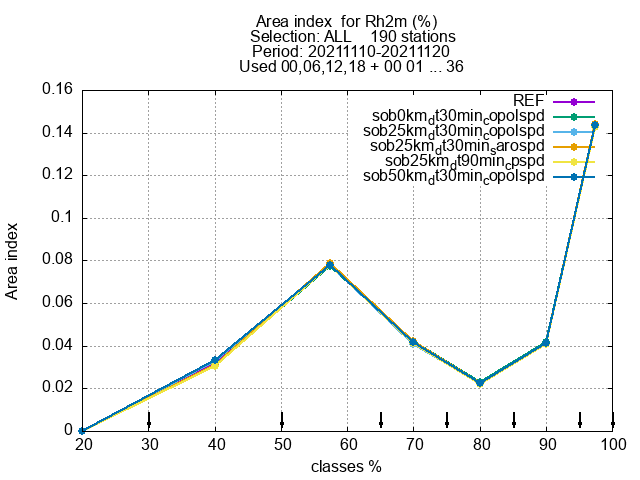 Area index  for Rh2m (%)
Selection: ALL    190 stations
Period: 20211110-20211120
Used 00,06,12,18 + 00 01 ... 36
REF
sob0km_dt30min_copolspd
sob25km_dt30min_copolspd
sob25km_dt30min_sarospd
sob25km_dt90min_cpspd
sob50km_dt30min_copolspd
0.16
0.14
0.12
0.1
0.08
0.06
0.04
0.02
0
Area index
20 30 40 50 60 70 80 90 100
classes %